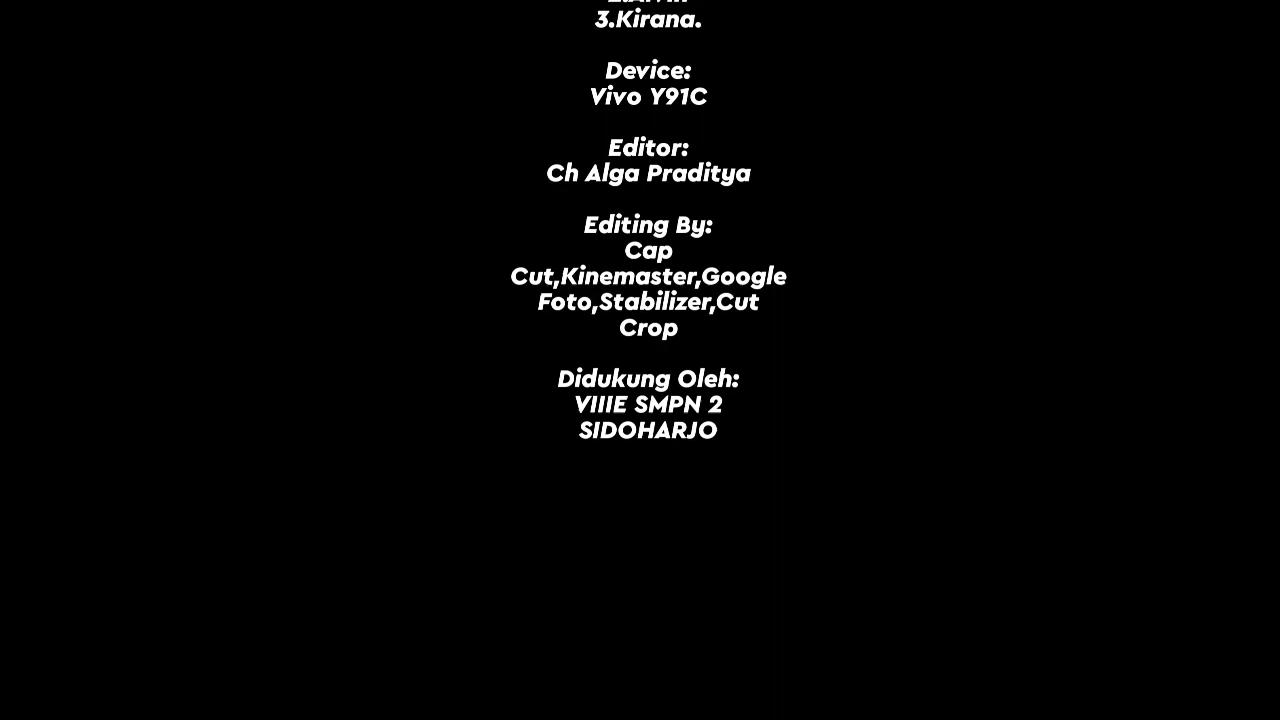 3.Kirana.
Device:
Vivo Y91C
Editor:
Ch Alga Praditya
Editing By:
Cap
Cut,Kinemaster,Google
Foto,Stabilizer,Cut
Crop
Didukung Oleh:
VIIIE SMPN 2
SIDOHARJO